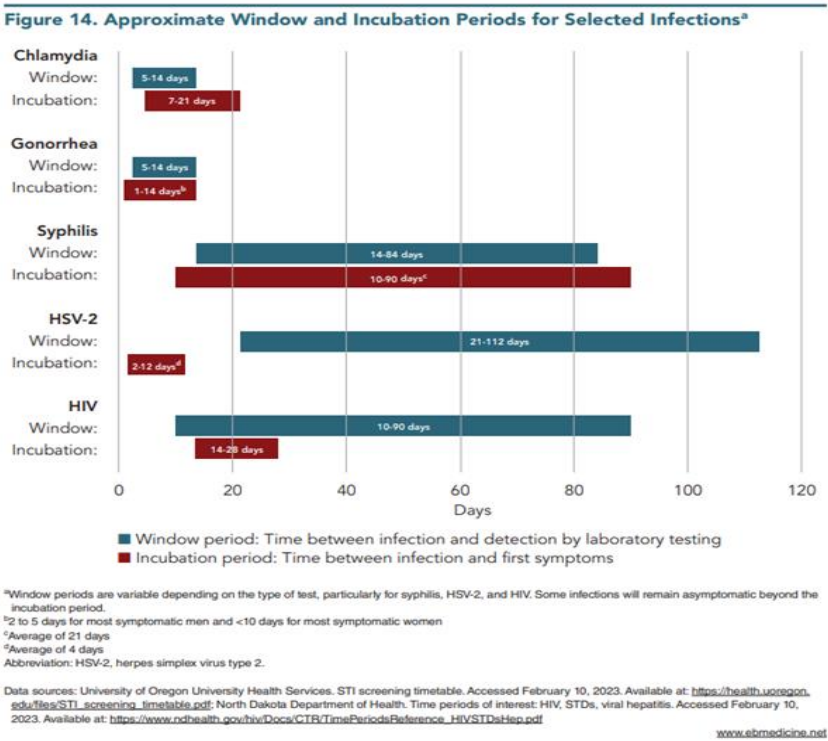 Figure 14. Approximate Window and Incubation Periods for Selected Infectionsᵃ
Chlamydia
Window: 5-14 days
Incubation: 7-21 days
Gonorrhea
Window: 5-14 days
Incubation: 1-14 daysᵇ
Syphilis
Window: 14-84 days
Incubation: 10-90 daysᶜ
HSV-2
Window: 21-112 days
Incubation: 2-12 daysᵈ
HIV
Window: 10-90 days
Incubation: 14-28 days
0 20 40 60 80 100 120
Days
Window period: Time between infection and detection by laboratory testing
Incubation period: Time between infection and first symptoms
ᵃWindow periods are variable depending on the type of test, particularly for syphilis, HSV-2, and HIV. Some infections will remain asymptomatic beyond the
incubation period.
ᵇ2 to 5 days for most symptomatic men and <10 days for most symptomatic women
ᶜAverage of 21 days
ᵈAverage of 4 days
Abbreviation: HSV-2, herpes simplex virus type 2.
Data sources: University of Oregon University Health Services. STI screening timetable. Accessed February 10, 2023. Available at: https://health.uoregon.
edu/files/STI_screening_timetable.pdf; North Dakota Department of Health. Time periods of interest: HIV, STDs, viral hepatitis. Accessed February 10,
2023. Available at: https://www.ndhealth.gov/hiv/Docs/CTR/TimePeriodsReference_HIVSTDsHep.pdf
www.ebmedicine.net